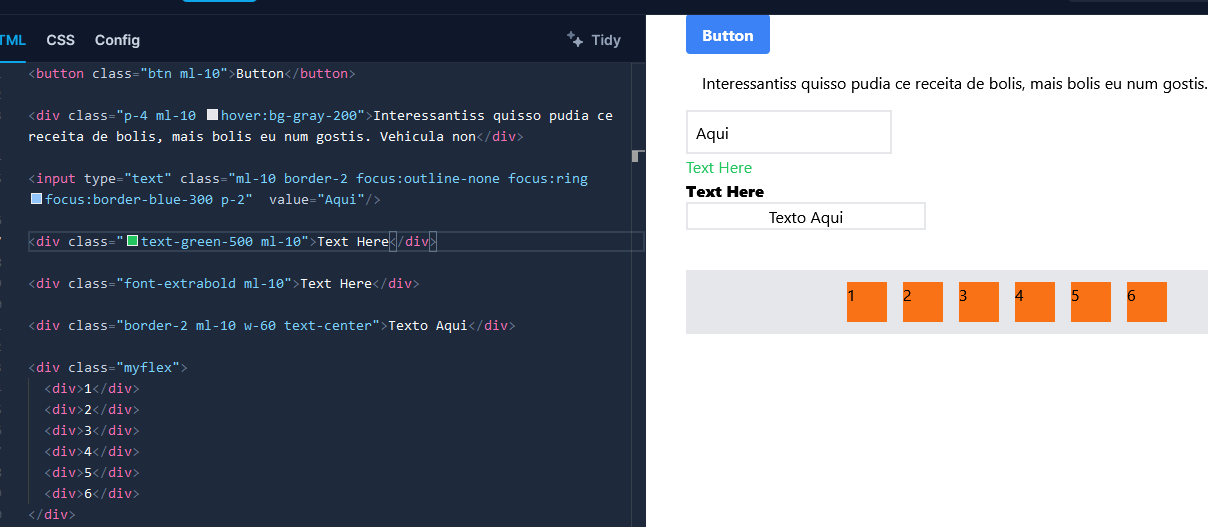 HTML CSS Config Tidy
<button class="btn ml-10">Button</button>
<div class="p-4 ml-10 hover:bg-gray-200">Interessantiss quisso pudia ce
receita de bolis, mais bolis eu num gostis. Vehicula non</div>
<input type="text" class="ml-10 border-2 focus:outline-none focus:ring
focus:border-blue-300 p-2"  value="Aqui"/>
<div class="text-green-500 ml-10">Text Here</div>
<div class="font-extrabold ml-10">Text Here</div>
<div class="border-2 ml-10 w-60 text-center">Texto Aqui</div>
<div class="myflex">
<div>1</div>
<div>2</div>
<div>3</div>
<div>4</div>
<div>5</div>
<div>6</div>
</div>
Button
Interessantiss quisso pudia ce receita de bolis, mais bolis eu num gostis.
Aqui
Text Here
Text Here
Texto Aqui
1 2 3 4 5 6